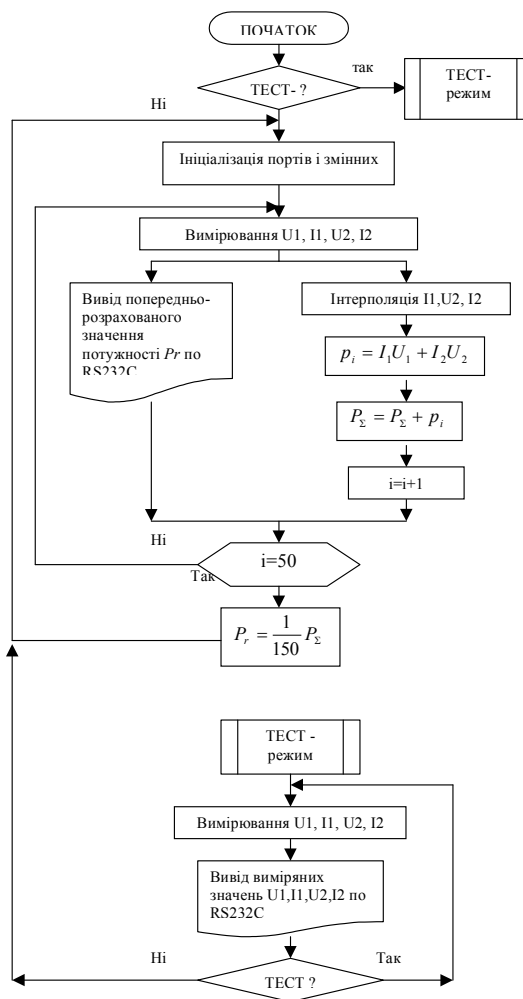 ПОЧАТОК
ТЕСТ- ?
так
ТЕСТ-
режим
Ні
Ініціалізація портів і змінних
Вимірювання U1, I1, U2, I2
Вивід попередньо-
розрахованого
значення
потужності Pr по
RS232C
Інтерполяція I1,U2, I2
p_i = I_1U_1 + I_2U_2
P_Σ = P_Σ + p_i
i=i+1
Ні
i=50
Так
P_r = \frac{1}{150} P_Σ
ТЕСТ -
режим
Вимірювання U1, I1, U2, I2
Вивід виміряних
значень U1,I1,U2,I2 по
RS232C
Ні
Так
ТЕСТ ?